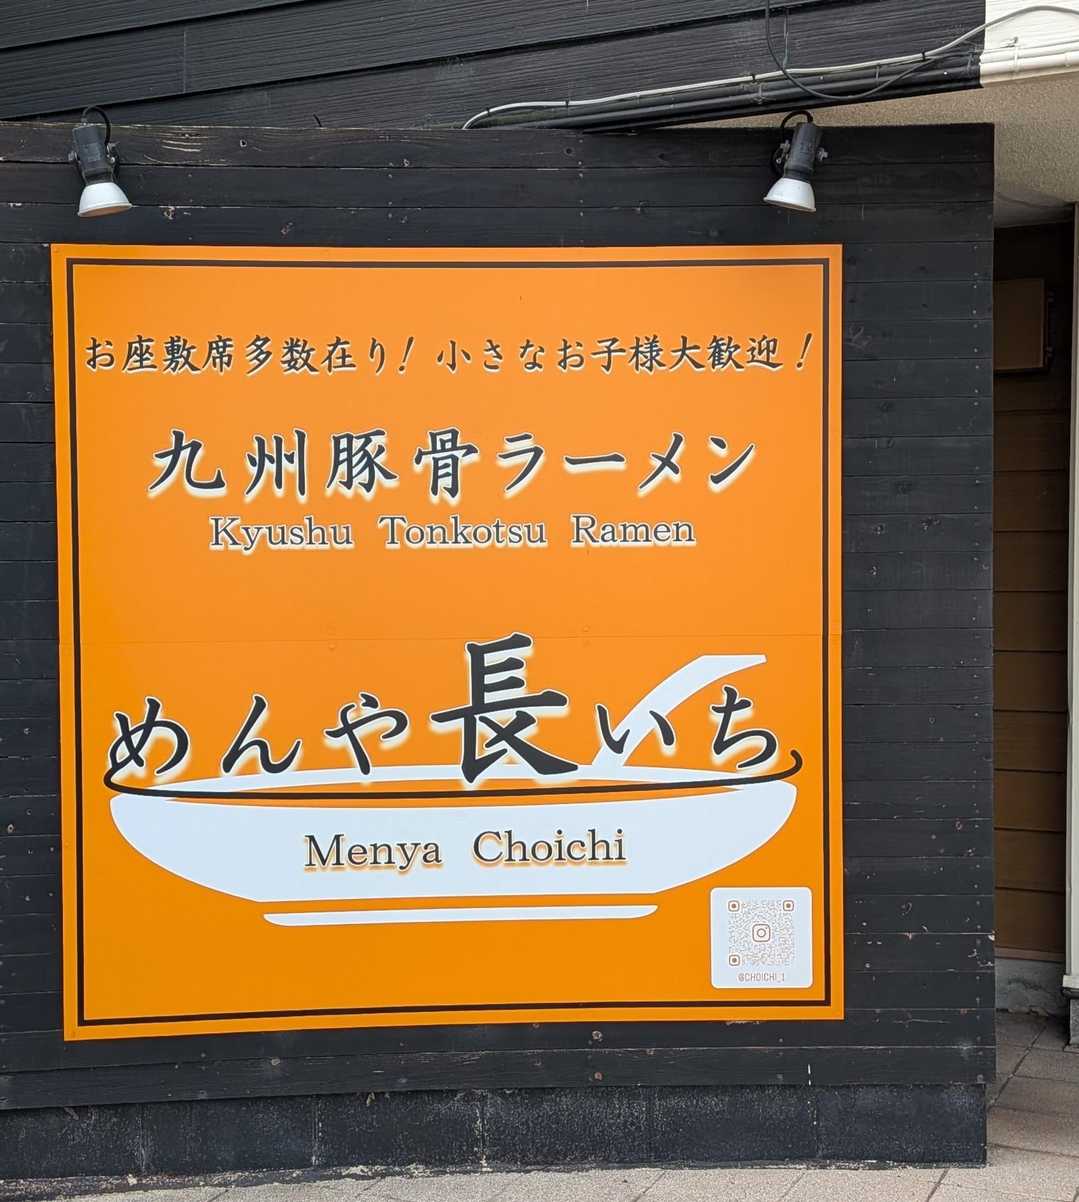 お座敷席多数在り! 小さなお子様大歓迎!
九州豚骨ラーメン
Kyushu Tonkotsu Ramen
めんや長いち
Menya Choichi
@CHOICHI_1